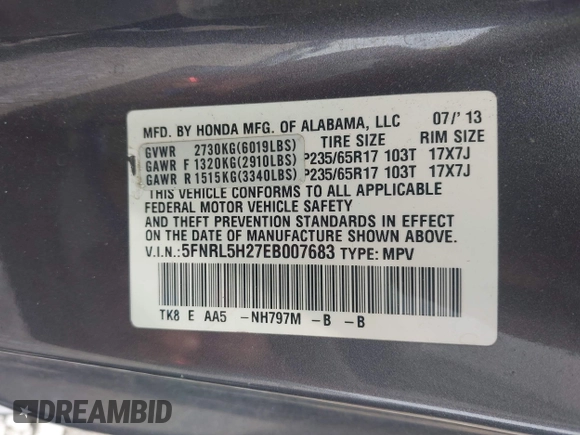 MFD. BY HONDA MFG. OF ALABAMA, LLC 07/'13
GVWR 2730KG(6019LBS) TIRE SIZE RIM SIZE
GAWR F 1320KG(2910LBS) P235/65R17 103T 17X7J
GAWR R 1515KG(3340LBS) P235/65R17 103T 17X7J
THIS VEHICLE CONFORMS TO ALL APPLICABLE
FEDERAL MOTOR VEHICLE SAFETY
AND THEFT PREVENTION STANDARDS IN EFFECT
ON THE DATE OF MANUFACTURE SHOWN ABOVE.
V.I.N.:5FNRL5H27EB007683 TYPE: MPV
TK8 E AA5 -NH797M -B -B
DREAMBID